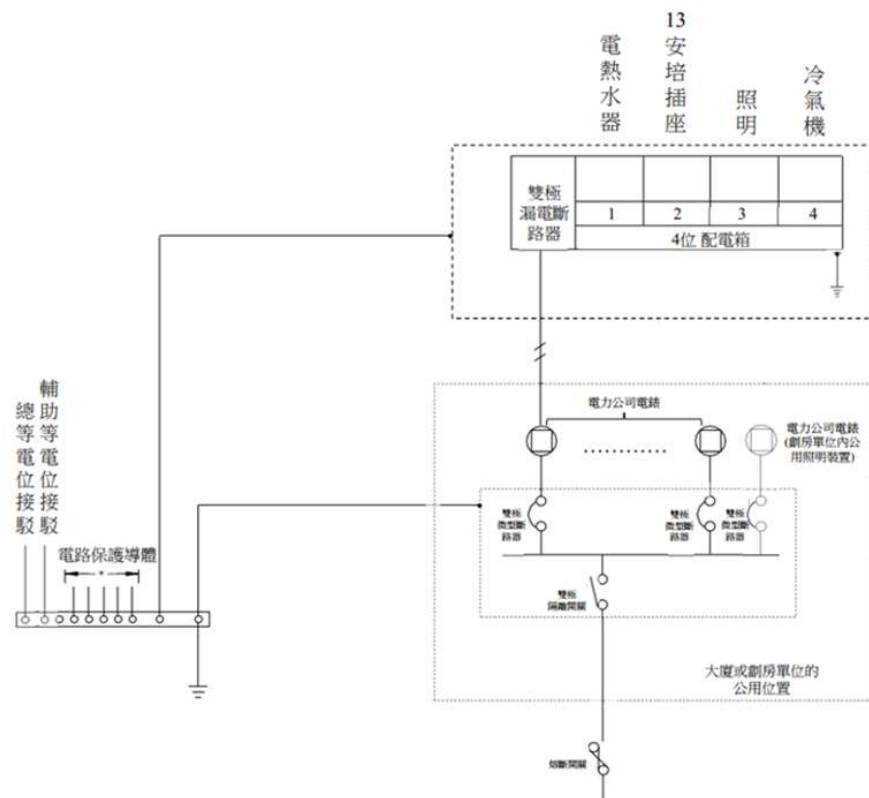 電熱水器
13
安培插座
照明
冷氣機
雙極
漏電斷
路器
1
2
3
4
4位 配電箱
總等電位接駁
輔助等電位接駁
電路保護導體
*
電力公司電錶
電力公司電錶
(劏房單位內公
用照明裝置)
雙極
微型斷
路器
雙極
微型斷
路器
雙極
微型斷
路器
雙極
隔離開關
大廈或劏房單位的
公用位置
熔斷開關